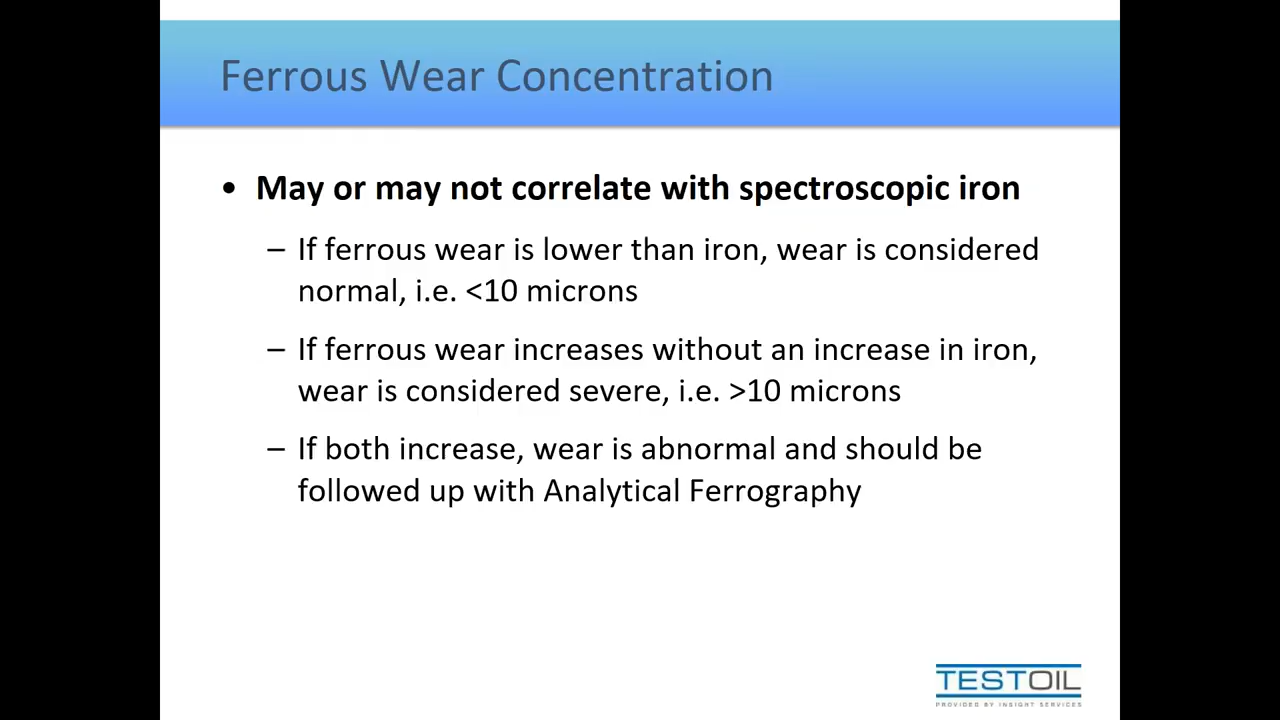 Ferrous Wear Concentration
• May or may not correlate with spectroscopic iron
– If ferrous wear is lower than iron, wear is considered
normal, i.e. <10 microns
– If ferrous wear increases without an increase in iron,
wear is considered severe, i.e. >10 microns
– If both increase, wear is abnormal and should be
followed up with Analytical Ferrography
TESTOIL
PROVIDED BY INSIGHT SERVICES